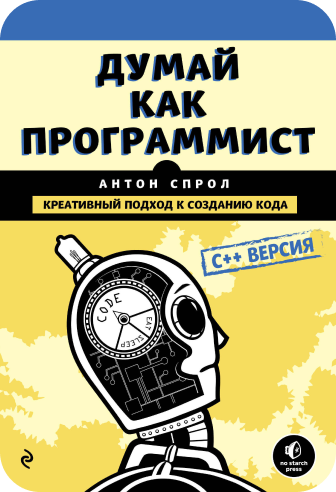 ДУМАЙ
КАК
ПРОГРАММИСТ
АНТОН СПРОЛ
КРЕАТИВНЫЙ ПОДХОД К СОЗДАНИЮ КОДА
C++ ВЕРСИЯ
CODE
EAT
SLEEP
no starch
press